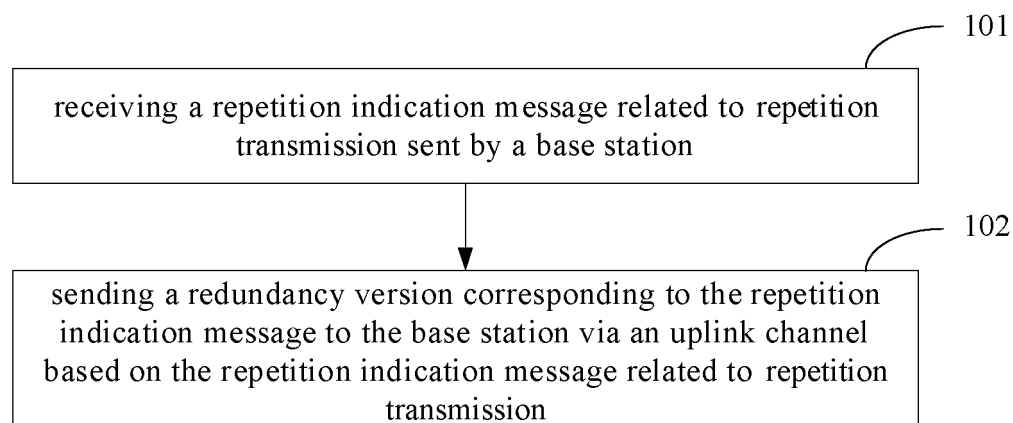 101
receiving a repetition indication message related to repetition
transmission sent by a base station
102
sending a redundancy version corresponding to the repetition
indication message to the base station via an uplink channel
based on the repetition indication message related to repetition
transmission